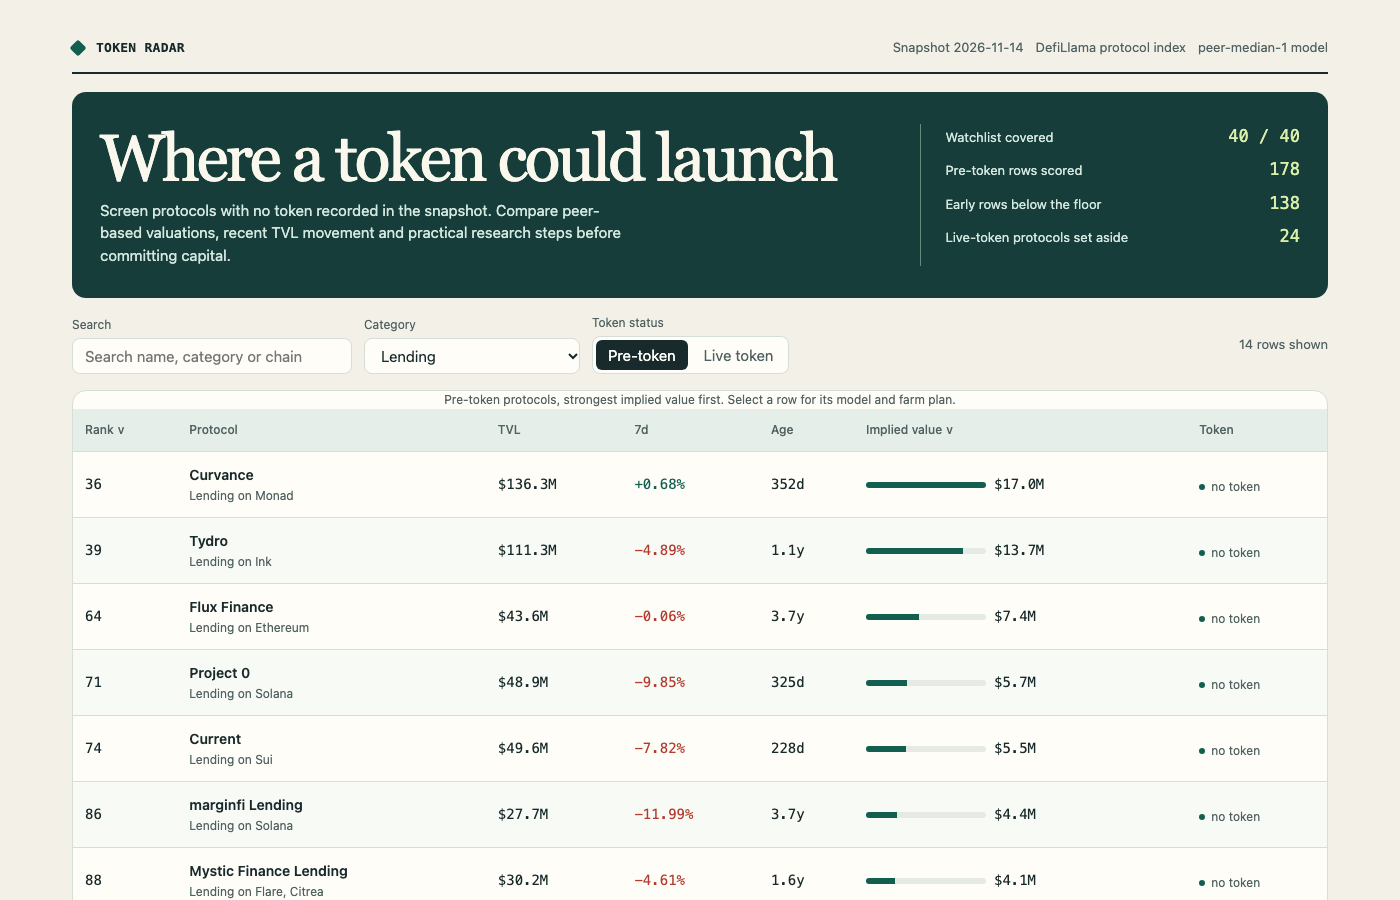 TOKEN RADAR
Snapshot 2026-11-14 DefiLlama protocol index peer-median-1 model
Where a token could launch
Screen protocols with no token recorded in the snapshot. Compare peer-
based valuations, recent TVL movement and practical research steps before
committing capital.
Watchlist covered 40 / 40
Pre-token rows scored 178
Early rows below the floor 138
Live-token protocols set aside 24
Search
Search name, category or chain
Category
Lending
Token status
Pre-token Live token
14 rows shown
Pre-token protocols, strongest implied value first. Select a row for its model and farm plan.
Rank v Protocol TVL 7d Age Implied value v Token
36 Curvance $136.3M +0.68% 352d $17.0M no token
Lending on Monad
39 Tydro $111.3M −4.89% 1.1y $13.7M no token
Lending on Ink
64 Flux Finance $43.6M −0.06% 3.7y $7.4M no token
Lending on Ethereum
71 Project 0 $48.9M −9.85% 325d $5.7M no token
Lending on Solana
74 Current $49.6M −7.82% 228d $5.5M no token
Lending on Sui
86 marginfi Lending $27.7M −11.99% 3.7y $4.4M no token
Lending on Solana
88 Mystic Finance Lending $30.2M −4.61% 1.6y $4.1M no token
Lending on Flare, Citrea